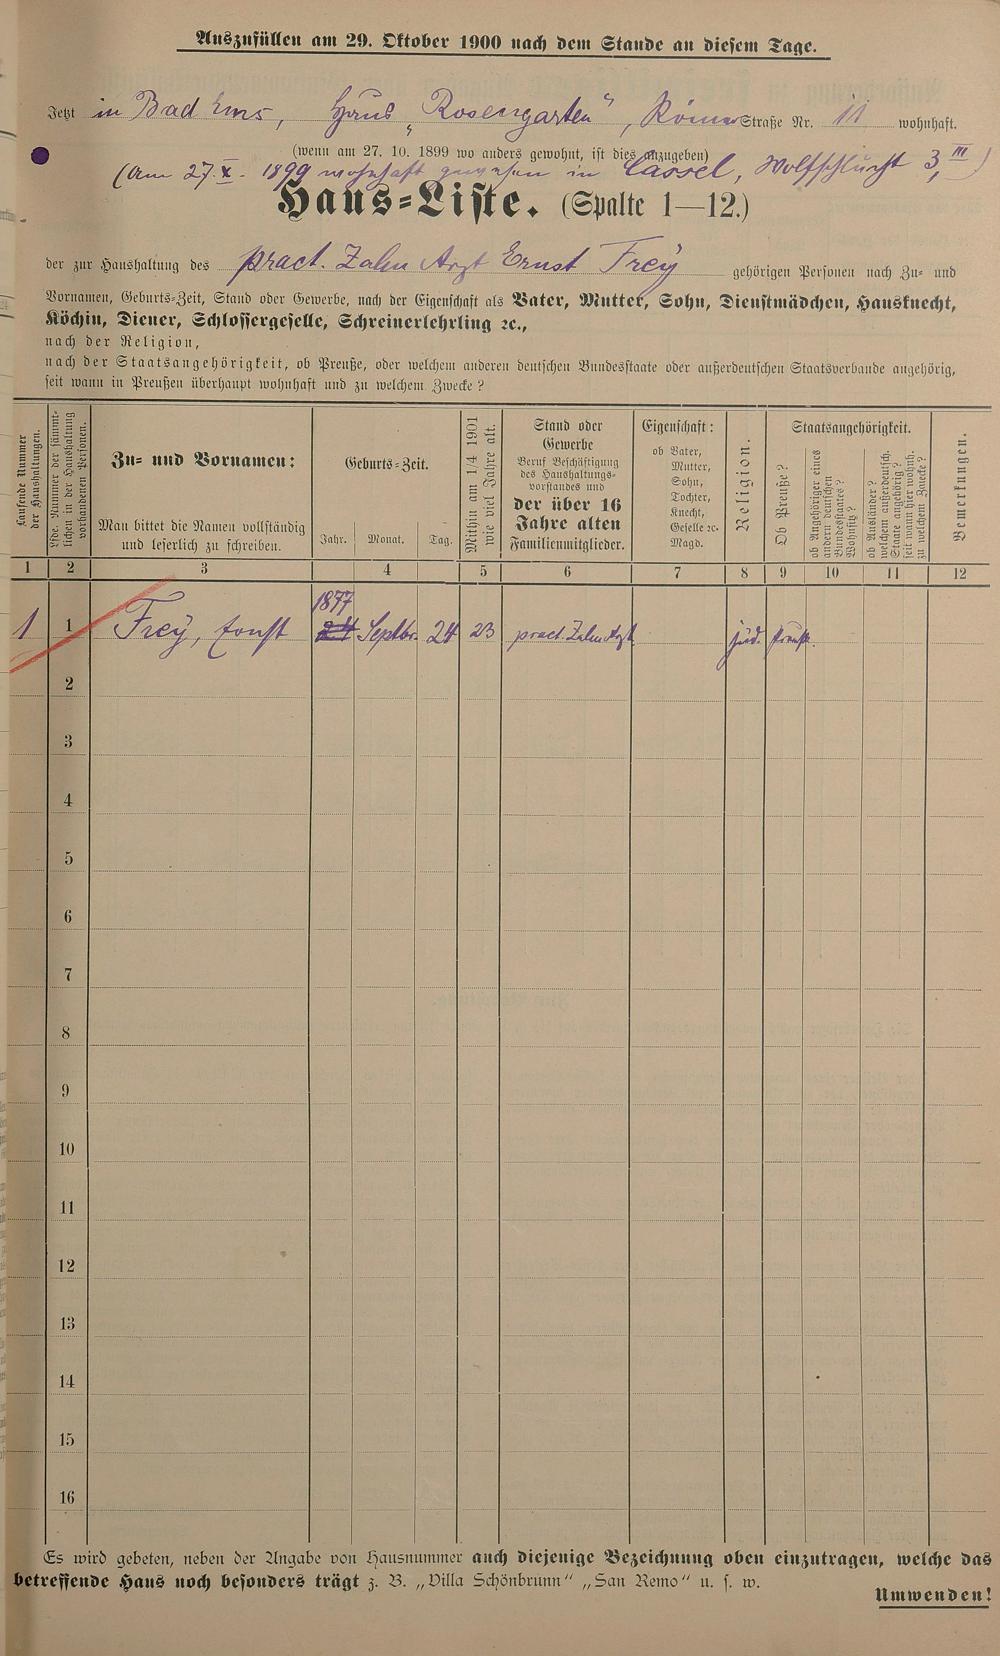 Auszufüllen am 29. Oktober 1900 nach dem Stande an diesem Tage.
Jetzt in Bad Ems, Haus „Rosengarten“, Römer Straße Nr. 11 wohnhaft.
(wenn am 27. 10. 1899 wo anders gewohnt, ist dies anzugeben)
(am 27. X. 1899 wohnhaft gewesen in Cassel, Wolfschlucht 3, III)
Haus-Liste. (Spalte 1—12.)
der zur Haushaltung des pract. Zahn Arzt Ernst Frey gehörigen Personen nach Zu- und
Vornamen, Geburts-Zeit, Stand oder Gewerbe, nach der Eigenschaft als Vater, Mutter, Sohn, Dienstmädchen, Hausknecht,
Köchin, Diener, Schlossergeselle, Schreinerlehrling ꝛc.,
nach der Religion,
nach der Staatsangehörigkeit, ob Preuße, oder welchem anderen deutschen Bundesstaate oder außerdeutschen Staatsverbande angehörig,
seit wann in Preußen überhaupt wohnhaft und zu welchem Zwecke?
Laufende Nummer
der Haushaltungen.
Lfde. Nummer der sämmt-
lichen in der Haushaltung
vorhandenen Personen.
Zu- und Vornamen:
Man bittet die Namen vollständig
und leserlich zu schreiben.
Geburts-Zeit.
Jahr. Monat. Tag.
Mithin am 1/4 1901
wie viel Jahre alt.
Stand oder
Gewerbe
Beruf Beschäftigung
des Haushaltungs-
vorstandes und
der über 16
Jahre alten
Familienmitglieder.
Eigenschaft:
ob Vater,
Mutter,
Sohn,
Tochter,
Knecht,
Geselle ꝛc.
Magd.
Religion.
Staatsangehörigkeit.
Ob Preuße?
ob Angehöriger eines
andern deutschen
Bundesstaates?
Wohnsitz?
ob Ausländer?
welchem außerdeutsch.
Staate angehörig?
seit wann hier wohnh.
zu welchem Zwecke?
Bemerkungen.
1 2 3 4 5 6 7 8 9 10 11 12
1877
1 1 Frey, Ernst 24 Septbr. 24 23 pract. Zahn Arzt jüd. Preuße.
2
3
4
5
6
7
8
9
10
11
12
13
14
15
16
Es wird gebeten, neben der Angabe von Hausnummer auch diejenige Bezeichnung oben einzutragen, welche das
betreffende Haus noch besonders trägt z. B. „Villa Schönbrunn“ „San Remo“ u. s. w.
Umwenden!